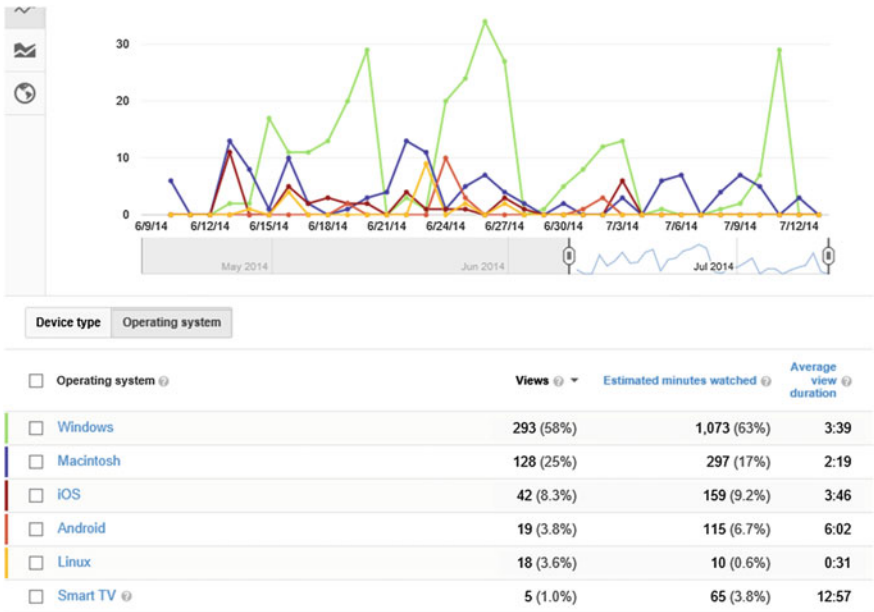 30
20
10
0
6/9/14 6/12/14 6/15/14 6/18/14 6/21/14 6/24/14 6/27/14 6/30/14 7/3/14 7/6/14 7/9/14 7/12/14
May 2014 Jun 2014 Jul 2014
Device type Operating system
Operating system Views Estimated minutes watched Average view duration
Windows 293 (58%) 1,073 (63%) 3:39
Macintosh 128 (25%) 297 (17%) 2:19
iOS 42 (8.3%) 159 (9.2%) 3:46
Android 19 (3.8%) 115 (6.7%) 6:02
Linux 18 (3.6%) 10 (0.6%) 0:31
Smart TV 5 (1.0%) 65 (3.8%) 12:57